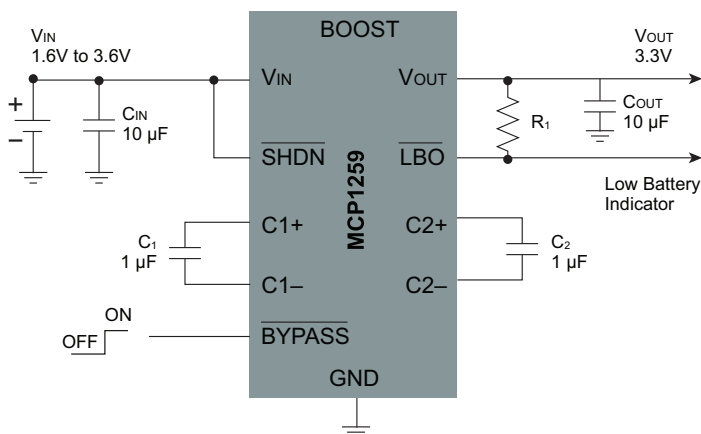 BOOST
VIN
1.6V to 3.6V
VOUT
3.3V
VIN
VOUT
+
–
CIN
10 µF
R1
COUT
10 µF
SHDN
LBO
MCP1259
Low Battery
Indicator
C1+
C2+
C1
1 µF
C2
1 µF
C1–
C2–
ON
OFF
BYPASS
GND